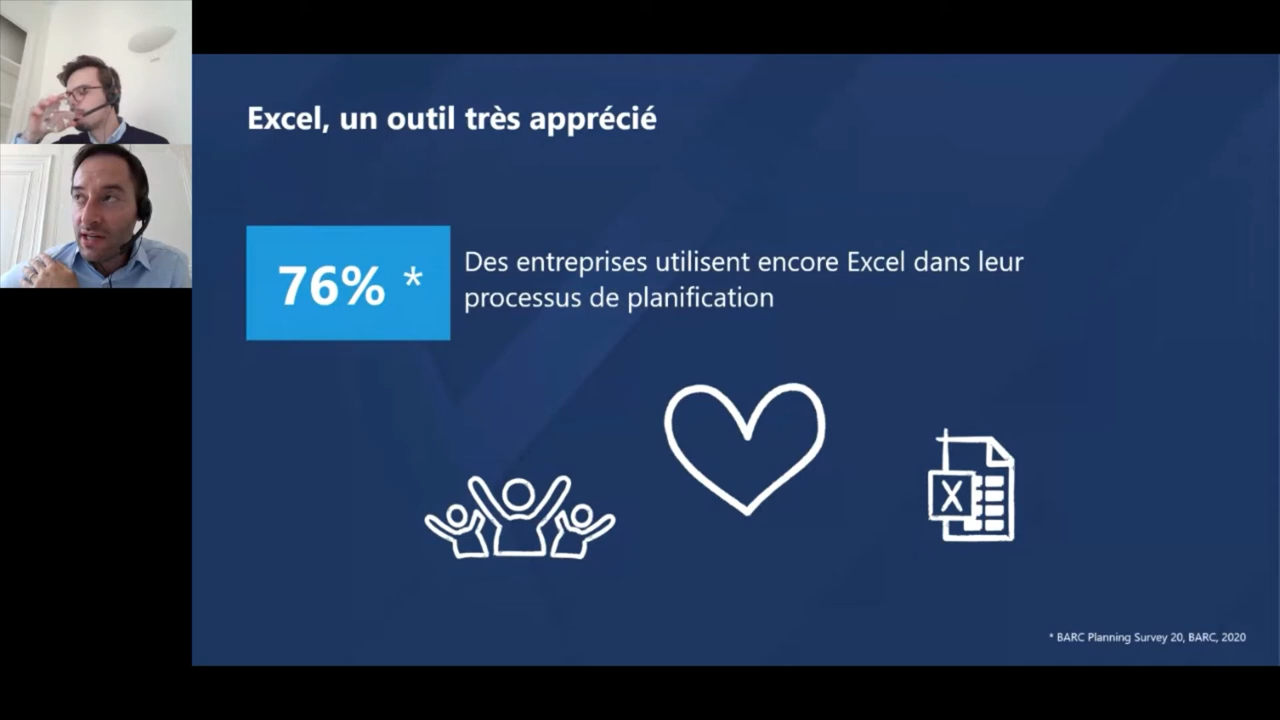 Excel, un outil très apprécié
76% *
Des entreprises utilisent encore Excel dans leur
processus de planification
X
* BARC Planning Survey 20, BARC, 2020